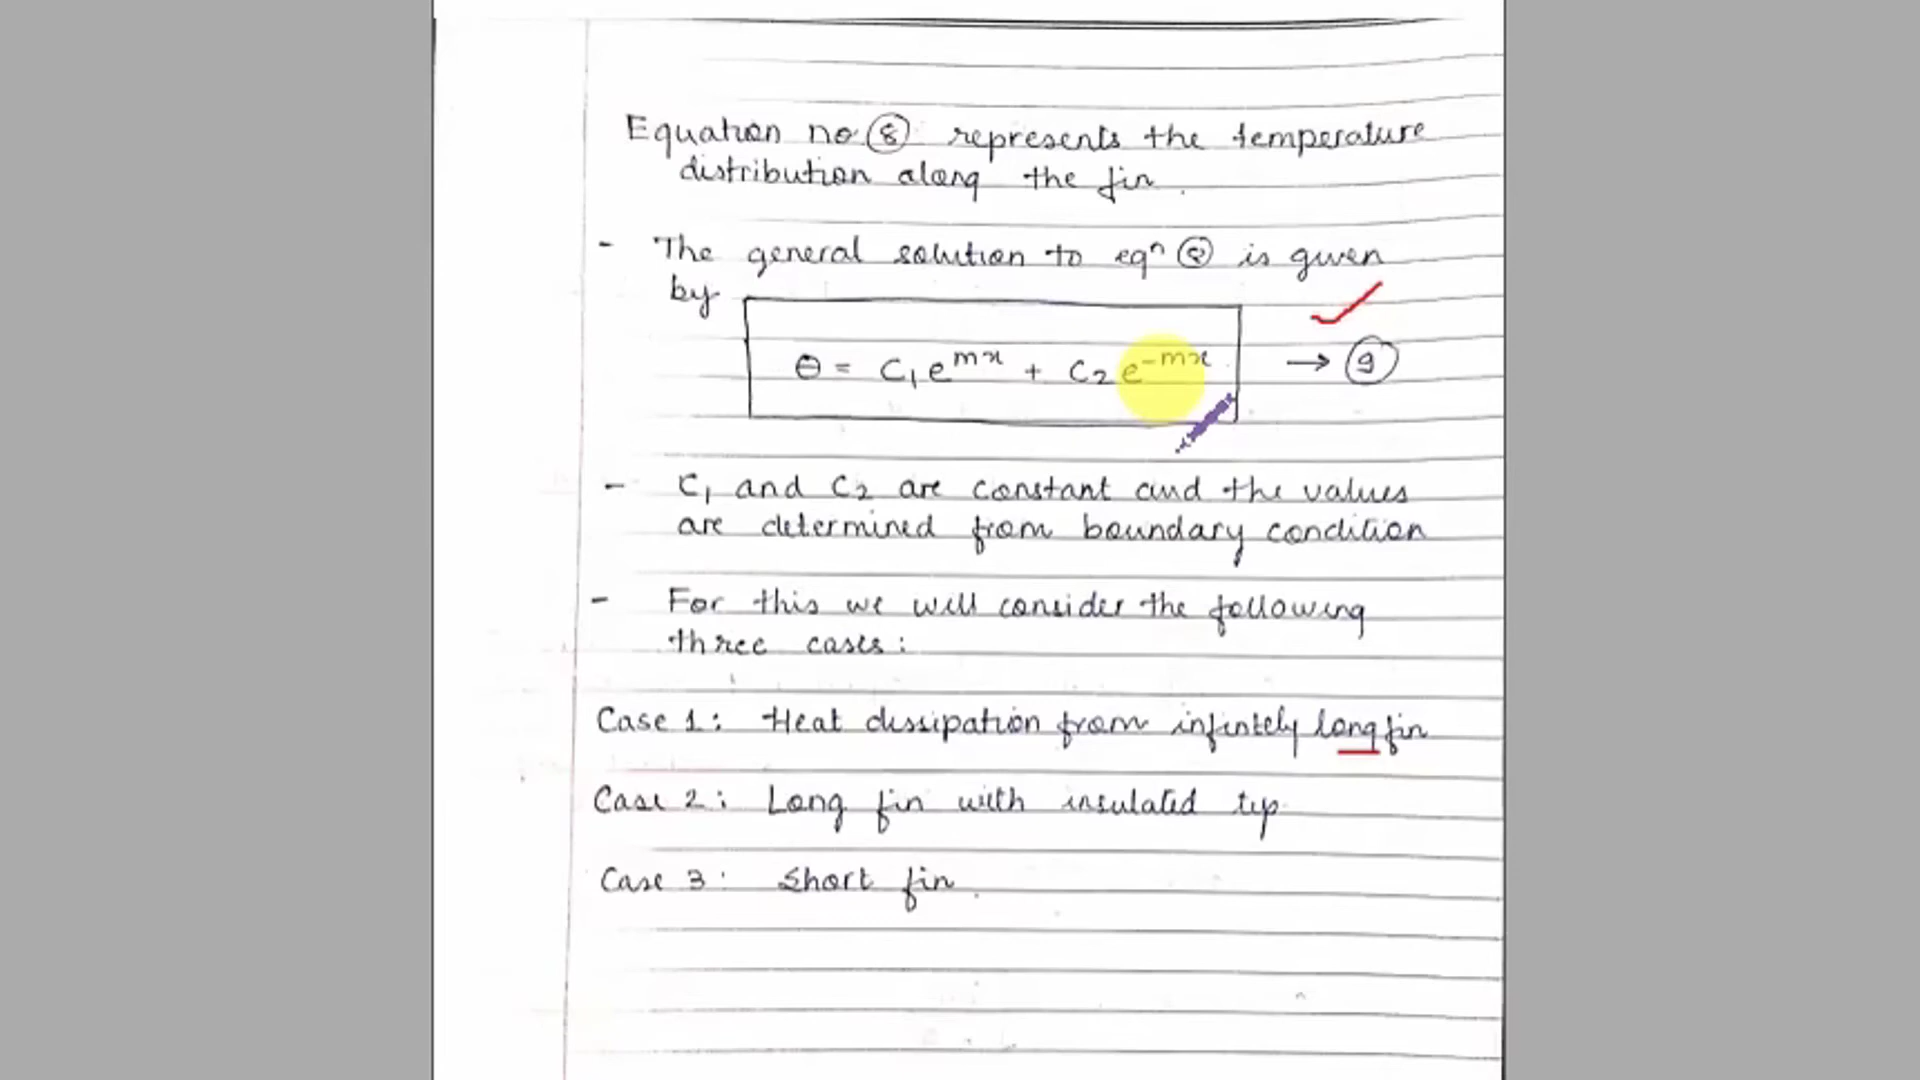 Equation no ⑧ represents the temperature
distribution along the fin.
- The general solution to eqⁿ ⑧ is given
by
θ = C₁e^mx + C₂e^-mx → ⑨
- C₁ and C₂ are constant and the values
are determined from boundary condition
- For this we will consider the following
three cases:
Case 1: Heat dissipation from infintely long fin
Case 2: Long fin with insulated tip
Case 3: Short fin.